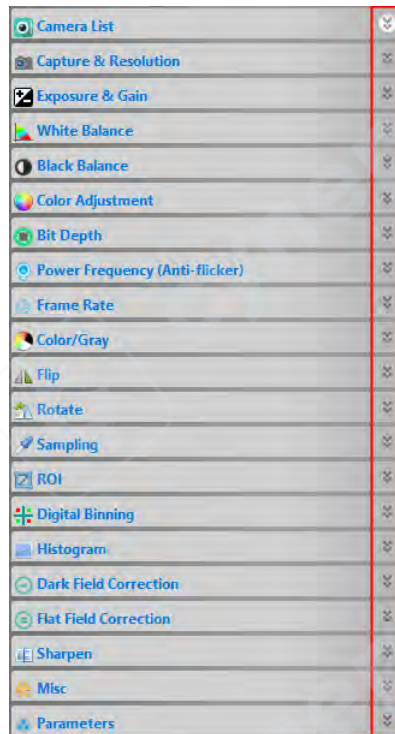 Camera List
Capture & Resolution
Exposure & Gain
White Balance
Black Balance
Color Adjustment
Bit Depth
Power Frequency (Anti-flicker)
Frame Rate
Color/Gray
Flip
Rotate
Sampling
ROI
Digital Binning
Histogram
Dark Field Correction
Flat Field Correction
Sharpen
Misc
Parameters